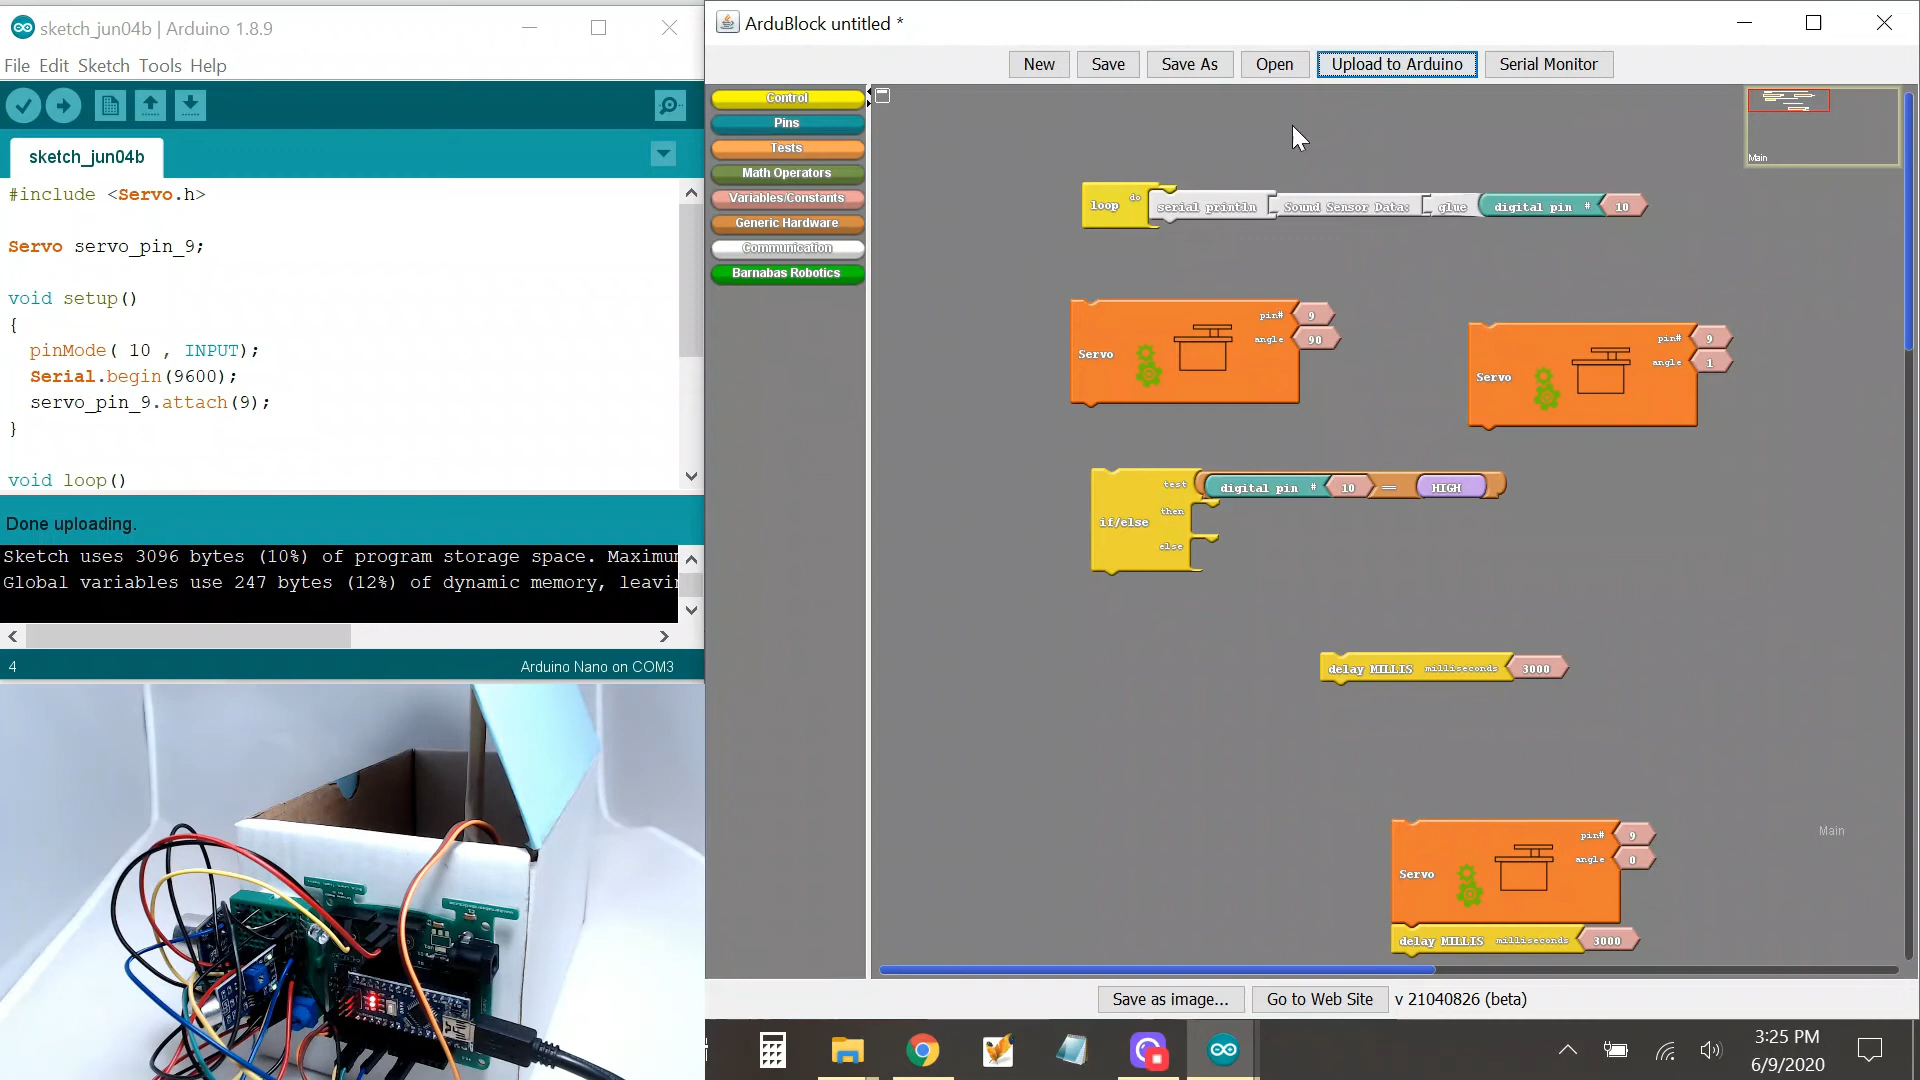 sketch_jun04b | Arduino 1.8.9
File Edit Sketch Tools Help
sketch_jun04b
#include <Servo.h>
Servo servo_pin_9;
void setup()
{
pinMode( 10 , INPUT);
Serial.begin(9600);
servo_pin_9.attach(9);
}
void loop()
Done uploading.
Sketch uses 3096 bytes (10%) of program storage space.
Global variables use 247 bytes (12%) of dynamic memory,
4
Arduino Nano on COM3
ArduBlock untitled *
New Save Save As Open Upload to Arduino Serial Monitor
Control
Pins
Tests
Math Operators
Variables/Constants
Generic Hardware
Communication
Barnabas Robotics
Main
loop do serial println Sound Sensor Data: glue digital pin # 10
Servo pin# 9
angle 90
Servo pin# 9
angle 1
if/else test digital pin # 10 == HIGH
then
else
delay MILLIS milliseconds 3000
Main
Servo pin# 9
angle 0
delay MILLIS milliseconds 3000
Save as image... Go to Web Site v 21040826 (beta)
3:25 PM
6/9/2020